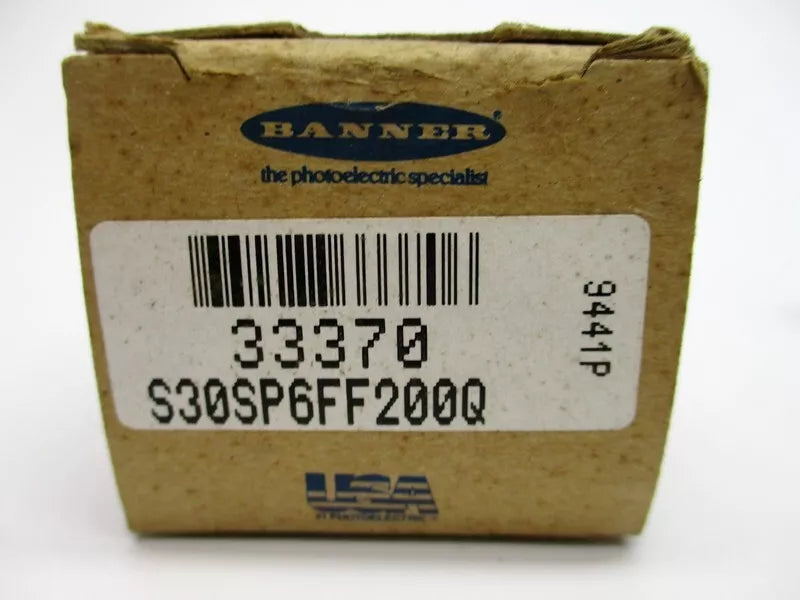 BANNER®
the photoelectric specialist
33370
S30SP6FF200Q
9441P
USA